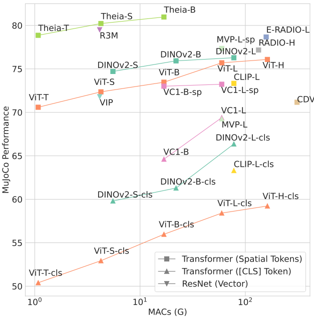 Theia-B
Theia-S
Theia-T
R3M
E-RADIO-L
RADIO-H
MVP-L-sp
DINOv2-L
DINOv2-B
DINOv2-S
ViT-H
ViT-L
ViT-B
ViT-S
ViT-T
CLIP-L
VC1-B-sp
VC1-L-sp
VIP
CDV
VC1-L
MVP-L
DINOv2-L-cls
VC1-B
CLIP-L-cls
DINOv2-B-cls
DINOv2-S-cls
ViT-H-cls
ViT-L-cls
ViT-B-cls
ViT-S-cls
ViT-T-cls
Transformer (Spatial Tokens)
Transformer ([CLS] Token)
ResNet (Vector)
MuJoCo Performance
80
75
70
65
60
55
50
10⁰
10¹
10²
MACs (G)